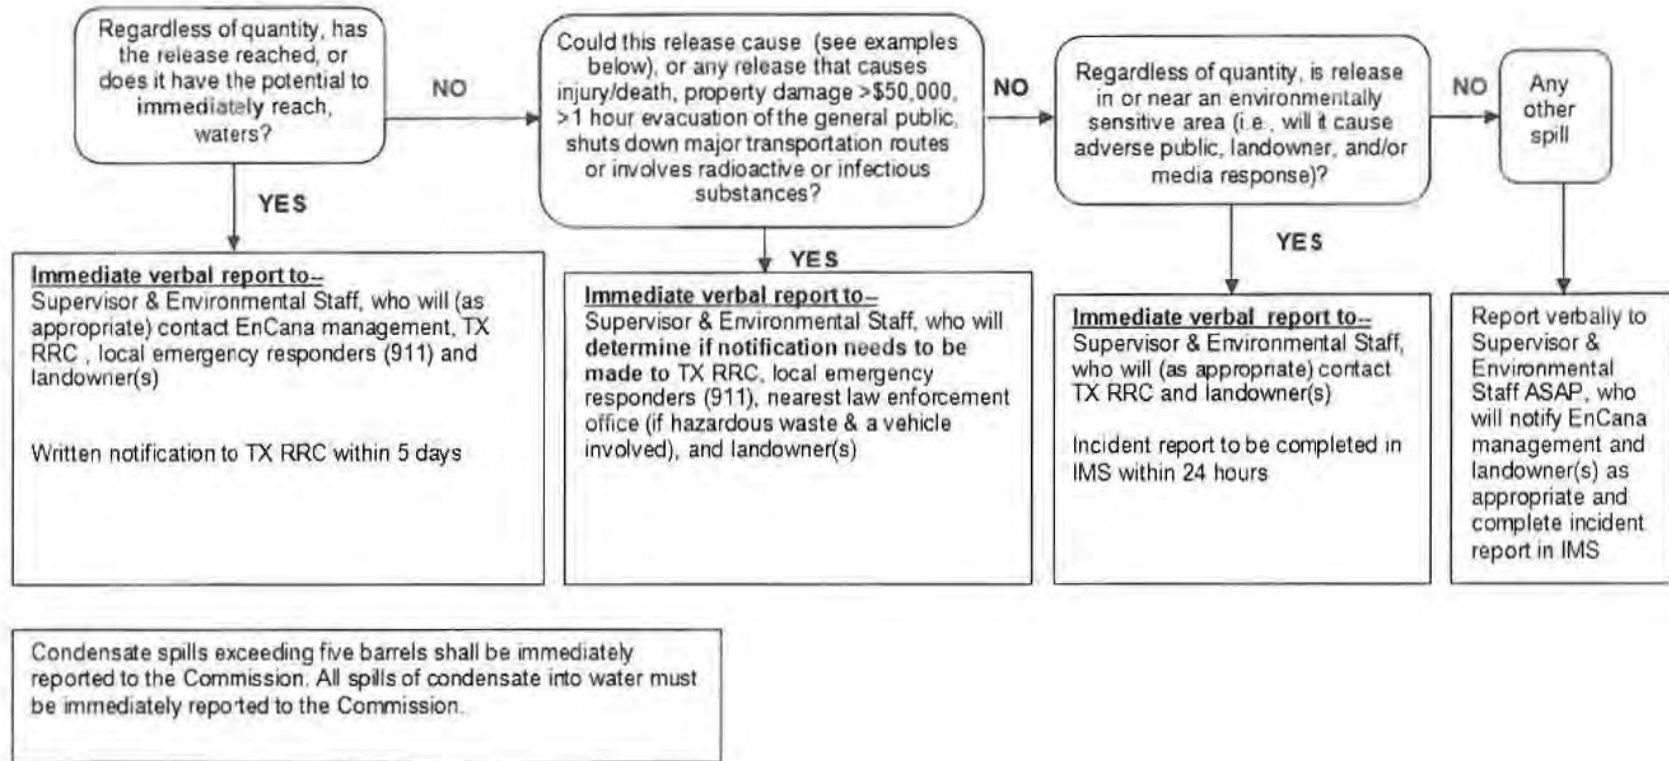 Regardless of quantity, has
the release reached, or
does it have the potential to
immediately reach,
waters?
NO
YES
Could this release cause (see examples
below), or any release that causes
injury/death, property damage >$50,000,
>1 hour evacuation of the general public,
shuts down major transportation routes
or involves radioactive or infectious
substances?
NO
YES
Regardless of quantity, is release
in or near an environmentally
sensitive area (i.e., will it cause
adverse public, landowner, and/or
media response)?
NO
YES
Any
other
spill
Immediate verbal report to--
Supervisor & Environmental Staff, who will (as
appropriate) contact EnCana management, TX
RRC , local emergency responders (911) and
landowner(s)
Written notification to TX RRC within 5 days
Immediate verbal report to--
Supervisor & Environmental Staff, who will
determine if notification needs to be
made to TX RRC, local emergency
responders (911), nearest law enforcement
office (if hazardous waste & a vehicle
involved), and landowner(s)
Immediate verbal report to--
Supervisor & Environmental Staff,
who will (as appropriate) contact
TX RRC and landowner(s)
Incident report to be completed in
IMS within 24 hours
Report verbally to
Supervisor &
Environmental
Staff ASAP, who
will notify EnCana
management and
landowner(s) as
appropriate and
complete incident
report in IMS
Condensate spills exceeding five barrels shall be immediately
reported to the Commission. All spills of condensate into water must
be immediately reported to the Commission.